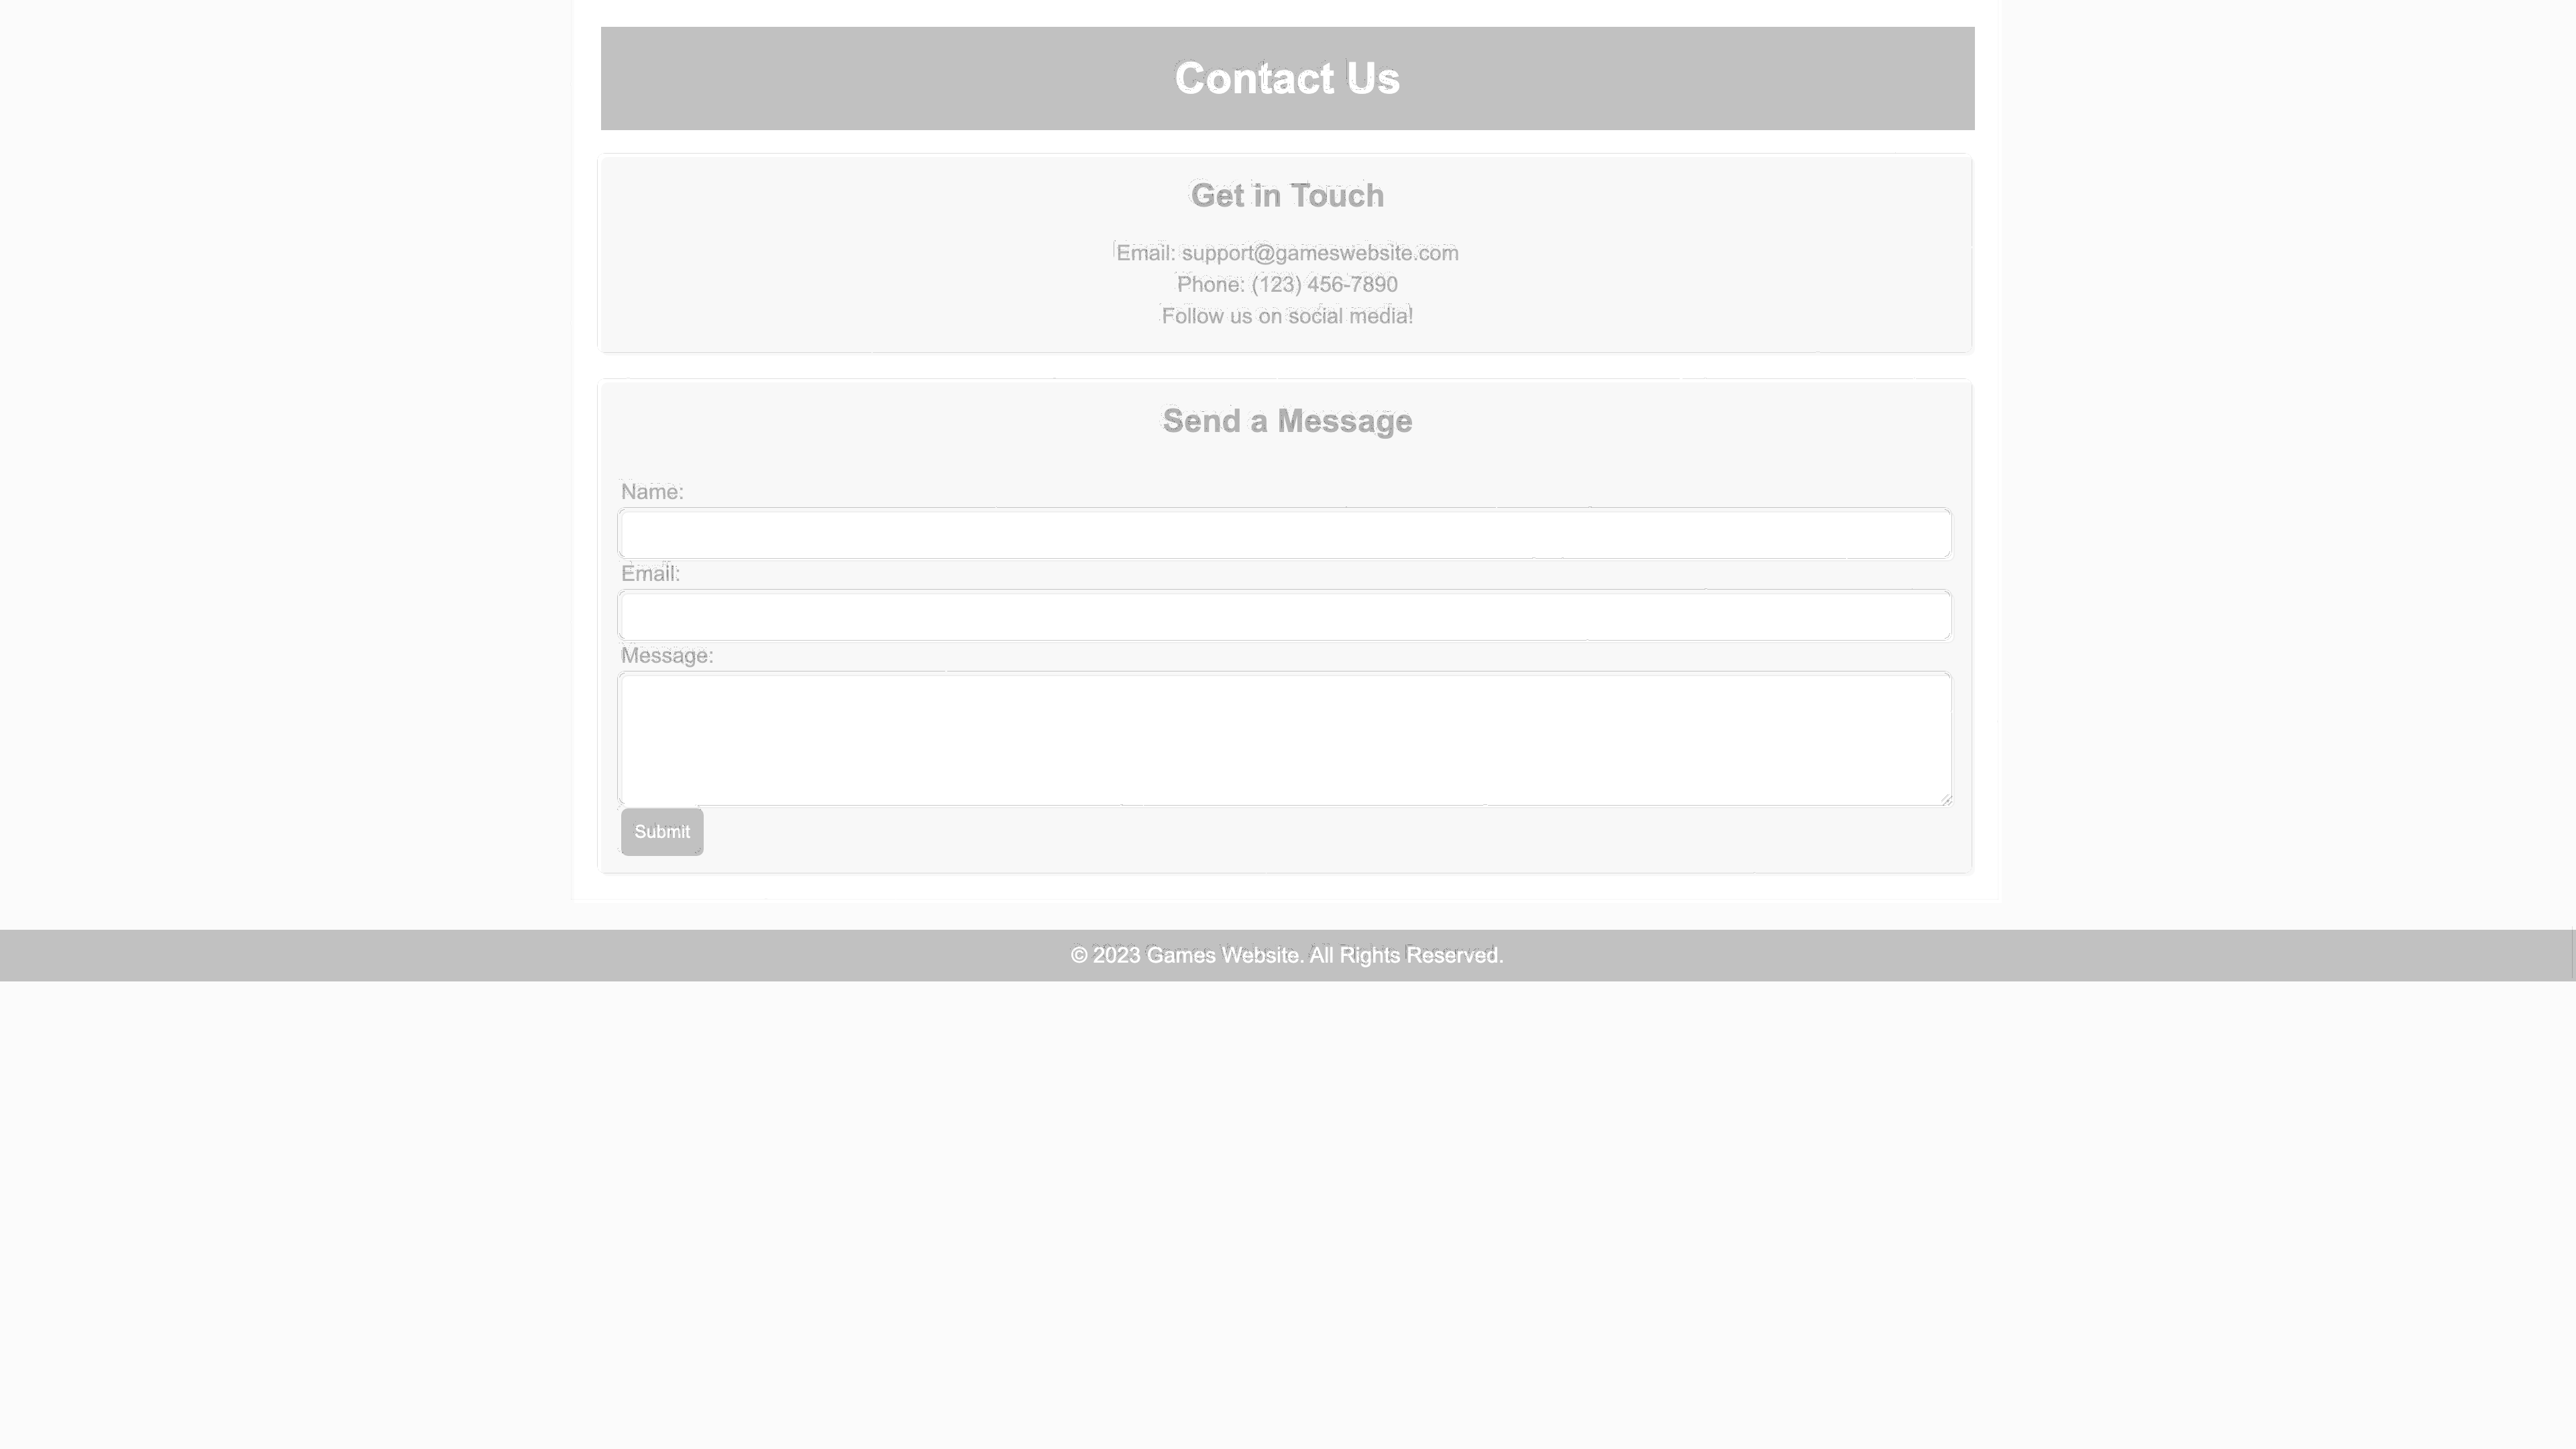 Contact Us
Get in Touch
Email: support@gameswebsite.com
Phone: (123) 456-7890
Follow us on social media!
Send a Message
Name:
Email:
Message:
Submit
© 2023 Games Website. All Rights Reserved.